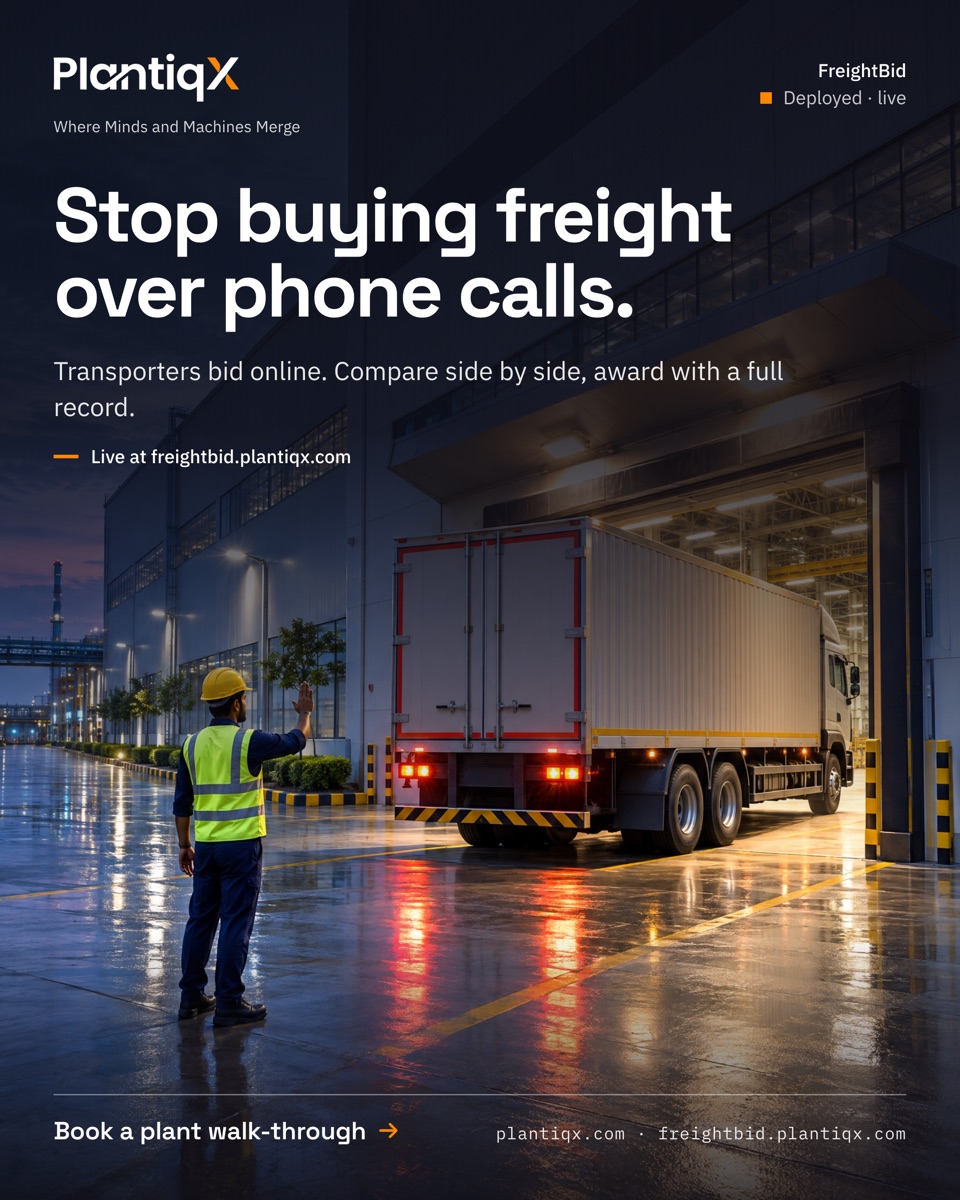 PlantiqX
Where Minds and Machines Merge
FreightBid
Deployed · live
Stop buying freight
over phone calls.
Transporters bid online. Compare side by side, award with a full
record.
Live at freightbid.plantiqx.com
Book a plant walk-through →
plantiqx.com · freightbid.plantiqx.com